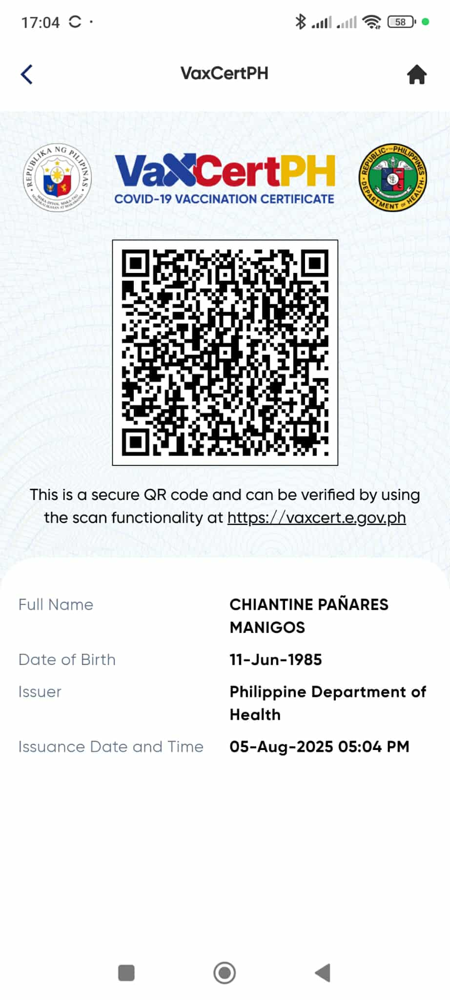 17:04
58
VaxCertPH
REPUBLIKA NG PILIPINAS
MAKA-DIYOS, MAKA-TAO
MAKAKALIKASAN AT MAKABANSA
VaXCertPH
COVID-19 VACCINATION CERTIFICATE
REPUBLIC OF THE PHILIPPINES
DEPARTMENT OF HEALTH
This is a secure QR code and can be verified by using
the scan functionality at https://vaxcert.e.gov.ph
Full Name
CHIANTINE PAÑARES
MANIGOS
Date of Birth
11-Jun-1985
Issuer
Philippine Department of
Health
Issuance Date and Time
05-Aug-2025 05:04 PM